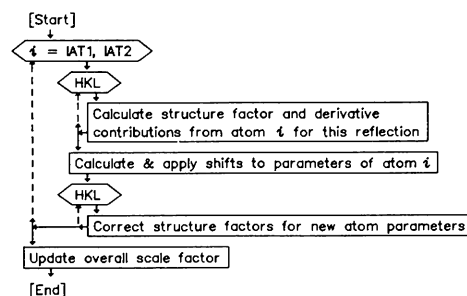 [Start]
i = IAT1, IAT2
HKL
Calculate structure factor and derivative
contributions from atom i for this reflection
Calculate & apply shifts to parameters of atom i
HKL
Correct structure factors for new atom parameters
Update overall scale factor
[End]